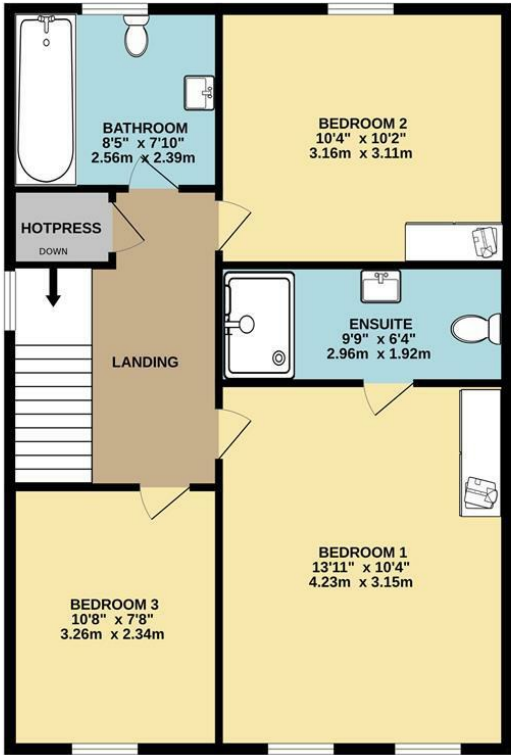 BATHROOM
8'5" x 7'10"
2.56m x 2.39m
BEDROOM 2
10'4" x 10'2"
3.16m x 3.11m
HOTPRESS
DOWN
LANDING
ENSUITE
9'9" x 6'4"
2.96m x 1.92m
BEDROOM 1
13'11" x 10'4"
4.23m x 3.15m
BEDROOM 3
10'8" x 7'8"
3.26m x 2.34m